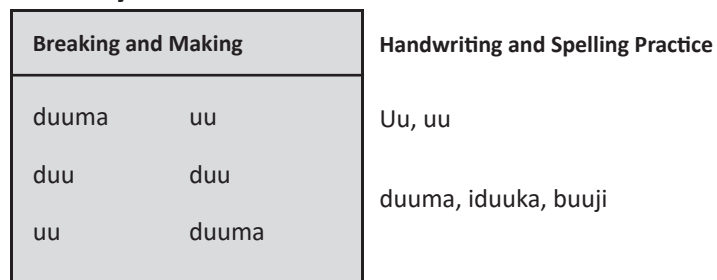 Breaking and Making
duuma uu
duu duu
uu duuma
Handwriting and Spelling Practice
Uu, uu
duuma, iduuka, buuji